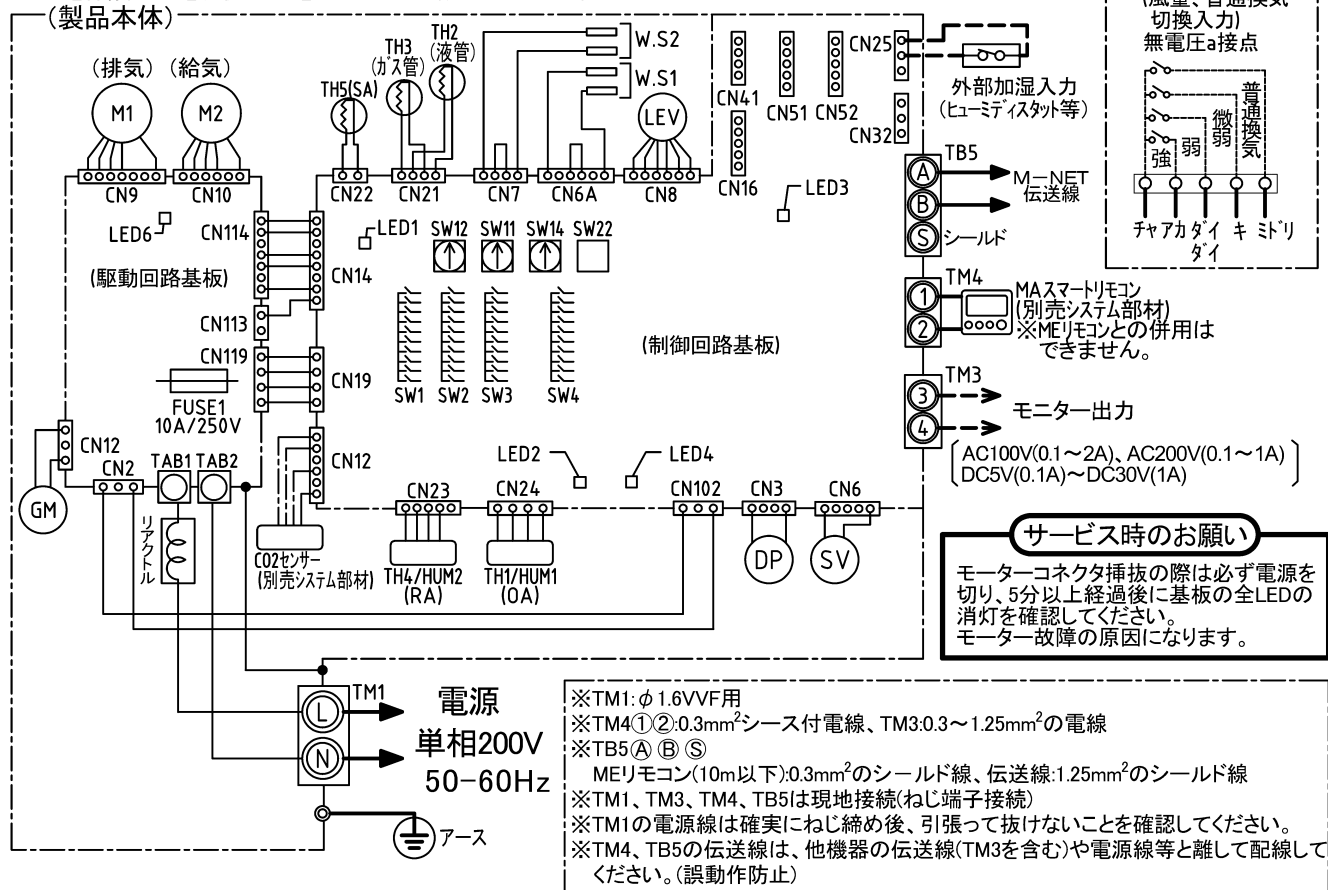 (製品本体)
(排気)
(給気)
M1
M2
CN9
CN10
LED6
(駆動回路基板)
CN114
CN113
CN119
FUSE1
10A/250V
CN12
CN2
TAB1
TAB2
GM
リアクトル
TH5(SA)
TH3
(ガス管)
TH2
(液管)
W.S2
W.S1
LEV
CN22
CN21
CN7
CN6A
CN8
LED1
SW12
SW11
SW14
SW22
CN14
CN19
CN12
SW1
SW2
SW3
SW4
(制御回路基板)
LED3
CN41
CN51
CN52
CN16
CN25
CN32
外部加湿入力
(ヒューミディスタット等)
LED2
LED4
CN23
CN24
CN102
CN3
CN6
CO2センサー
(別売システム部材)
TH4/HUM2
(RA)
TH1/HUM1
(OA)
DP
SV
TB5
A
B
S
M-NET
伝送線
シールド
TM4
1
2
MAスマートリモコン
(別売システム部材)
※MEリモコンとの併用は
できません。
TM3
3
4
モニター出力
AC100V(0.1~2A)、AC200V(0.1~1A)
DC5V(0.1A)~DC30V(1A)
(風量、普通換気
切換入力)
無電圧a接点
強
弱
微弱
普通換気
チャ
アカ
ダイ
ダイ
キ
ミドリ
サービス時のお願い
モーターコネクタ挿抜の際は必ず電源を
切り、5分以上経過後に基板の全LEDの
消灯を確認してください。
モーター故障の原因になります。
TM1
L
N
電源
単相200V
50-60Hz
アース
※TM1:φ1.6VVF用
※TM4①②:0.3mm²シース付電線、TM3:0.3~1.25mm²の電線
※TB5Ⓐ Ⓑ Ⓢ
MEリモコン(10m以下):0.3mm²のシールド線、伝送線:1.25mm²のシールド線
※TM1、TM3、TM4、TB5は現地接続(ねじ端子接続)
※TM1の電源線は確実にねじ締め後、引張って抜けないことを確認してください。
※TM4、TB5の伝送線は、他機器の伝送線(TM3を含む)や電源線等と離して配線して
ください。(誤動作防止)